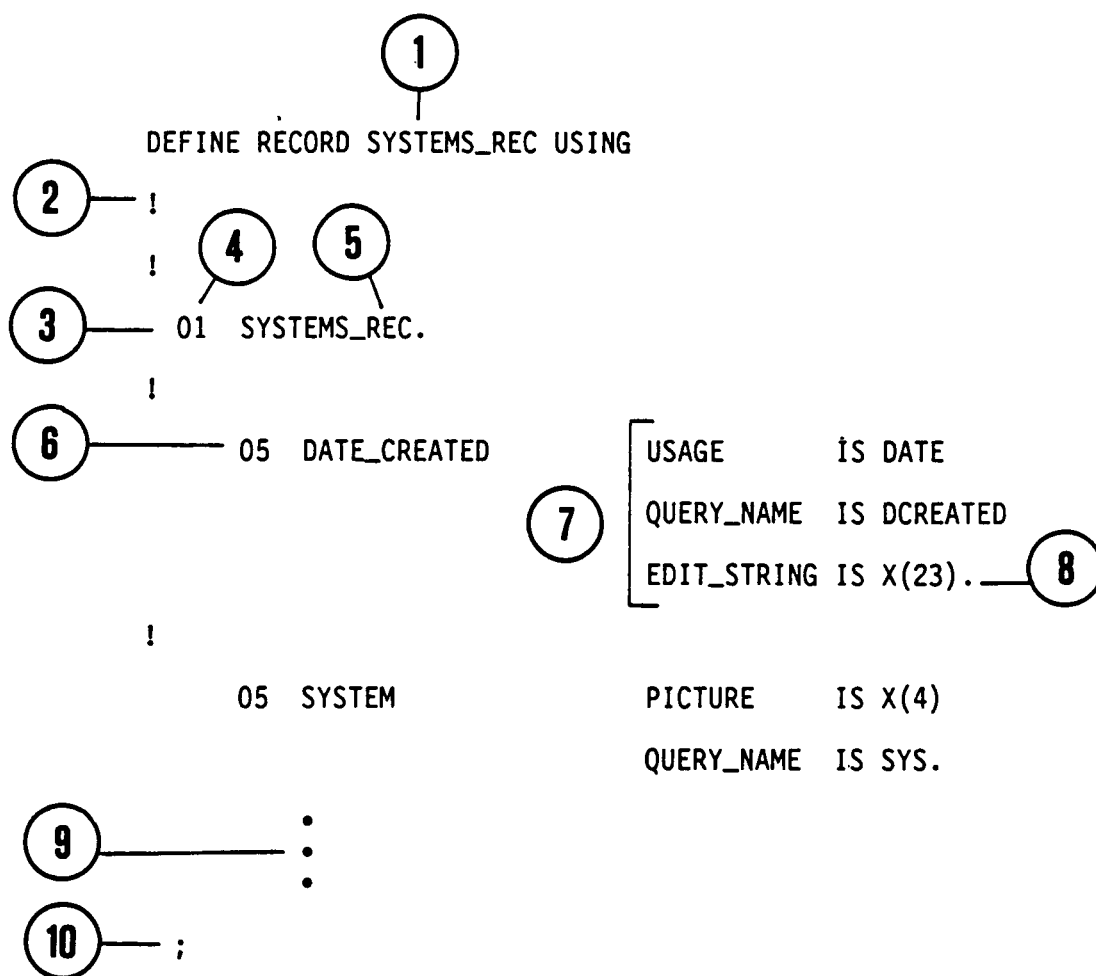 1
DEFINE RECORD SYSTEMS_REC USING
2 !
4 5
!
3 01 SYSTEMS_REC.
!
6 05 DATE_CREATED USAGE IS DATE
7 QUERY_NAME IS DCREATED
EDIT_STRING IS X(23). 8
!
05 SYSTEM PICTURE IS X(4)
QUERY_NAME IS SYS.
9
10 ;